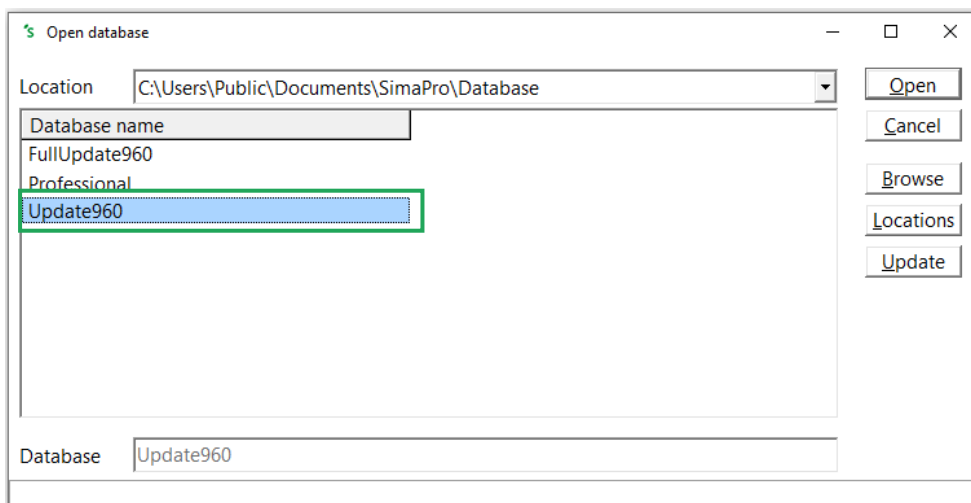 Open database
Location C:\Users\Public\Documents\SimaPro\Database Open
Database name Cancel
FullUpdate960
Professional Browse
Update960 Locations
Update
Database Update960